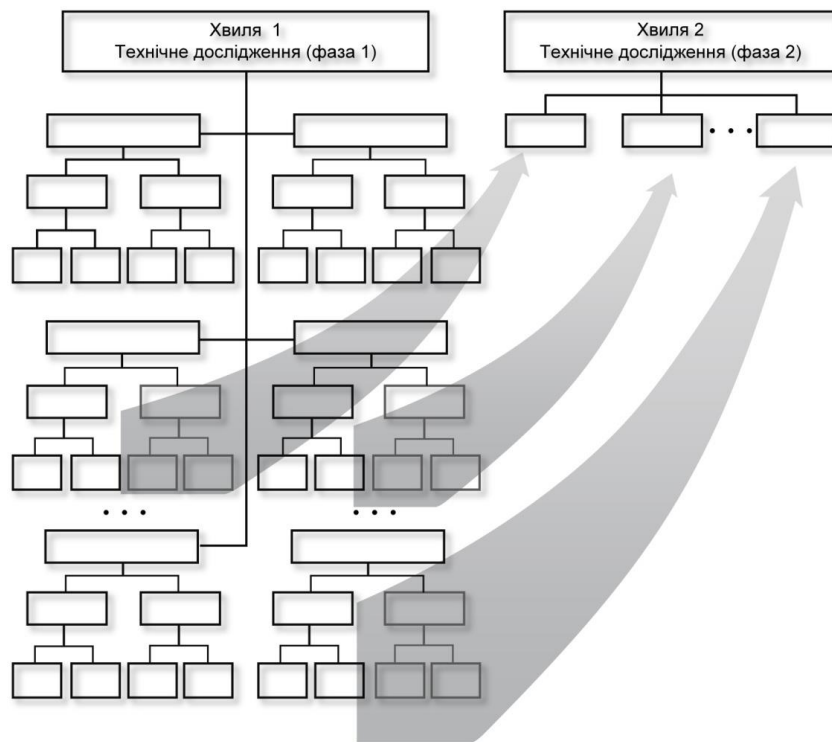 Хвиля 1
Технічне дослідження (фаза 1)
Хвиля 2
Технічне дослідження (фаза 2)